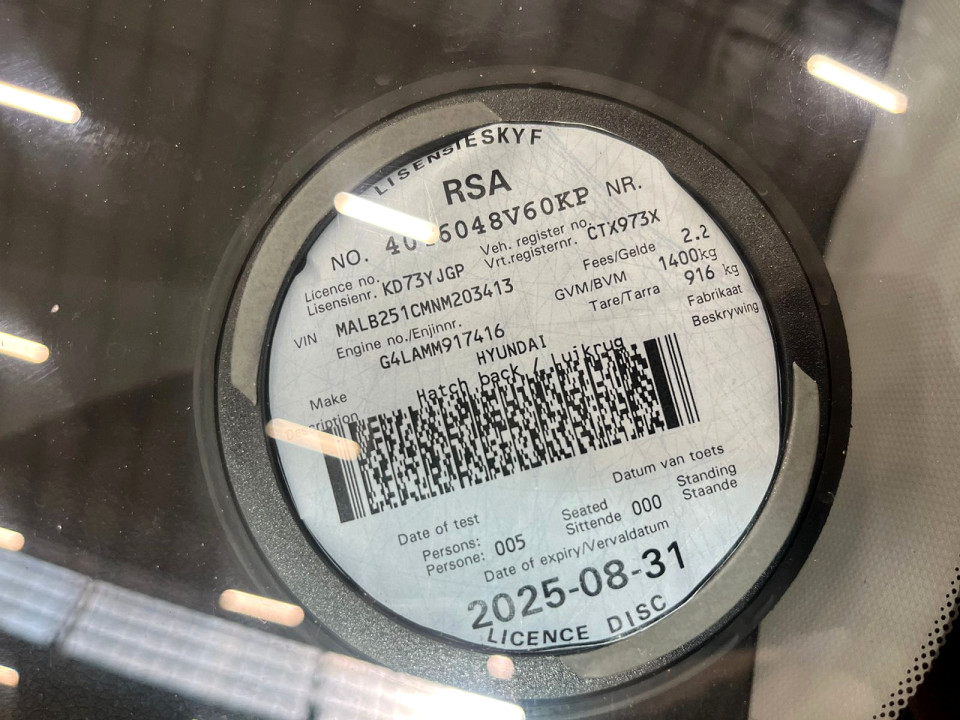 LISENSIESKYF
RSA
NO. NR.
Licence no. Veh. register no.
Lisensienr. KD73YJGP Vrt.registernr. CTX973X
VIN MALB251CMNM203413 Fees/Gelde 2.2
Engine no./Enjinnr. GVM/BVM 1400kg
G4LAMM917416 Tare/Tarra 916 kg
Make HYUNDAI Fabrikaat
Description Hatch back / Luikrug Beskrywing
Date of test Datum van toets
Persons: Seated Standing
Persone: 005 Sittende 000 Staande
Date of expiry/Vervaldatum
2025-08-31
LICENCE DISC